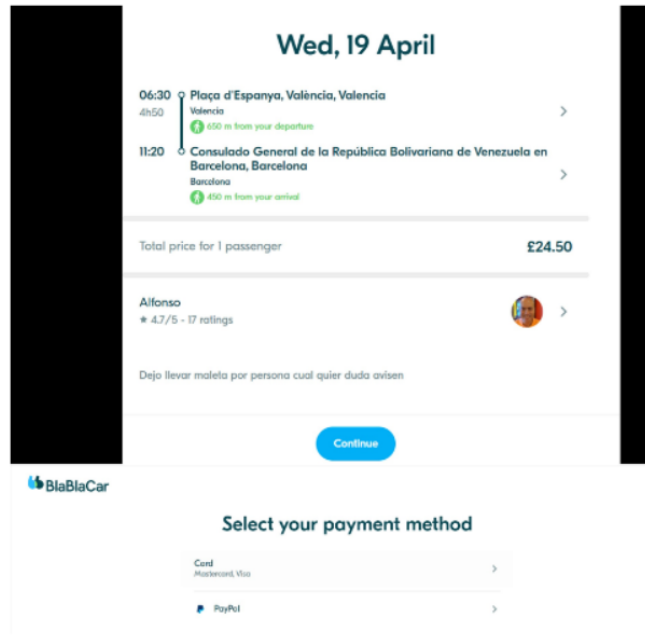 Wed, 19 April
06:30 Plaça d'Espanya, València, Valencia
4h50 Valencia
650 m from your departure
11:20 Consulado General de la República Bolivariana de Venezuela en
Barcelona, Barcelona
Barcelona
450 m from your arrival
Total price for 1 passenger £24.50
Alfonso
★ 4.7/5 - 17 ratings
Dejo llevar maleta por persona cual quier duda avisen
Continue
BlaBlaCar
Select your payment method
Card
Mastercard, Visa
PayPal